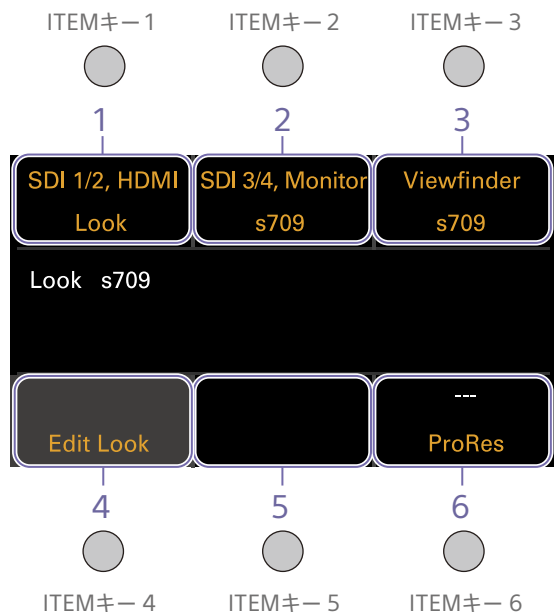 ITEMキー1 ITEMキー2 ITEMキー3
1 2 3
SDI 1/2, HDMI SDI 3/4, Monitor Viewfinder
Look s709 s709
Look s709
---
Edit Look ProRes
4 5 6
ITEMキー4 ITEMキー5 ITEMキー6